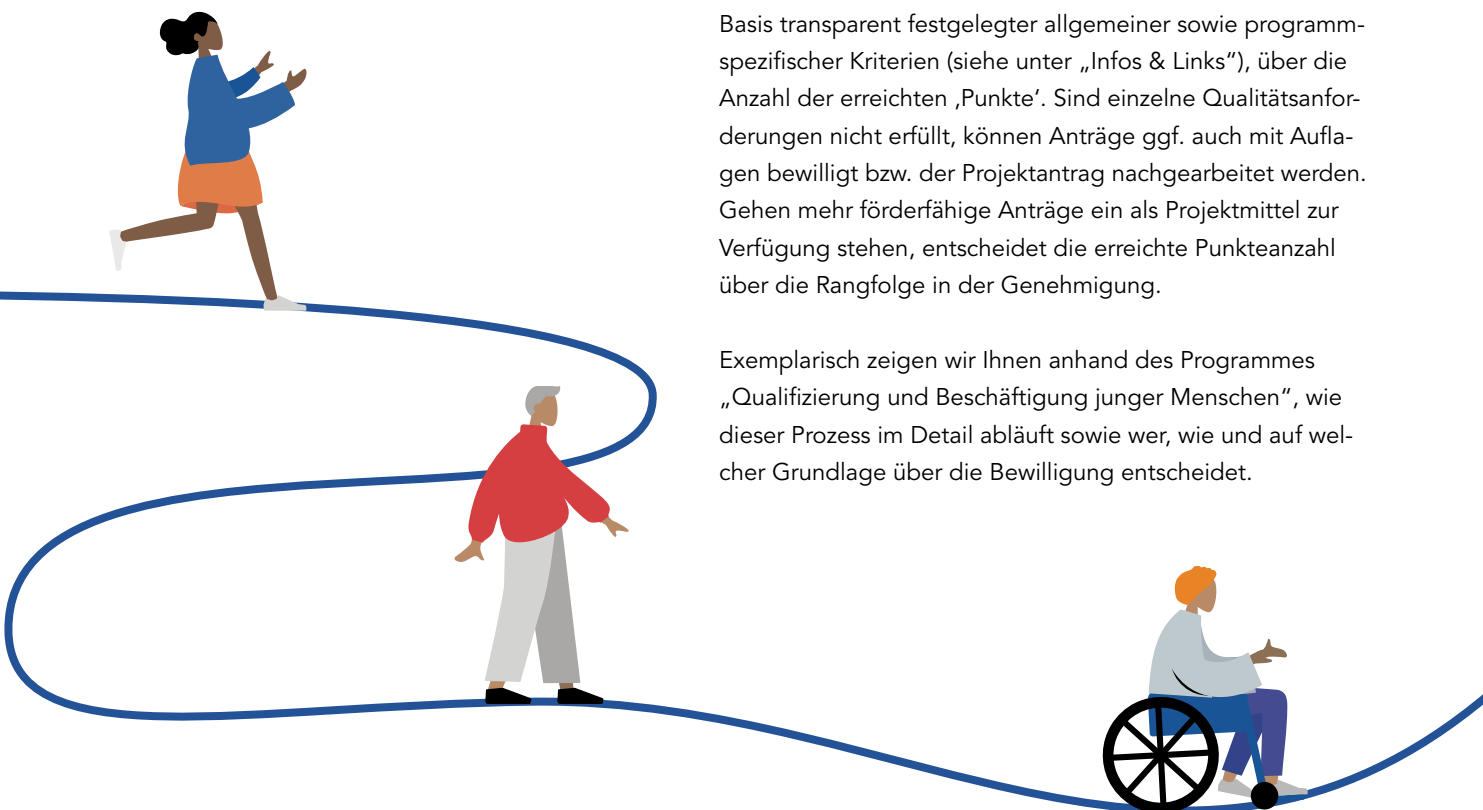 Basis transparent festgelegter allgemeiner sowie programm-
spezifischer Kriterien (siehe unter „Infos & Links“), über die
Anzahl der erreichten ‚Punkte‘. Sind einzelne Qualitätsanfor-
derungen nicht erfüllt, können Anträge ggf. auch mit Aufla-
gen bewilligt bzw. der Projektantrag nachgearbeitet werden.
Gehen mehr förderfähige Anträge ein als Projektmittel zur
Verfügung stehen, entscheidet die erreichte Punkteanzahl
über die Rangfolge in der Genehmigung.
Exemplarisch zeigen wir Ihnen anhand des Programmes
„Qualifizierung und Beschäftigung junger Menschen“, wie
dieser Prozess im Detail abläuft sowie wer, wie und auf wel-
cher Grundlage über die Bewilligung entscheidet.